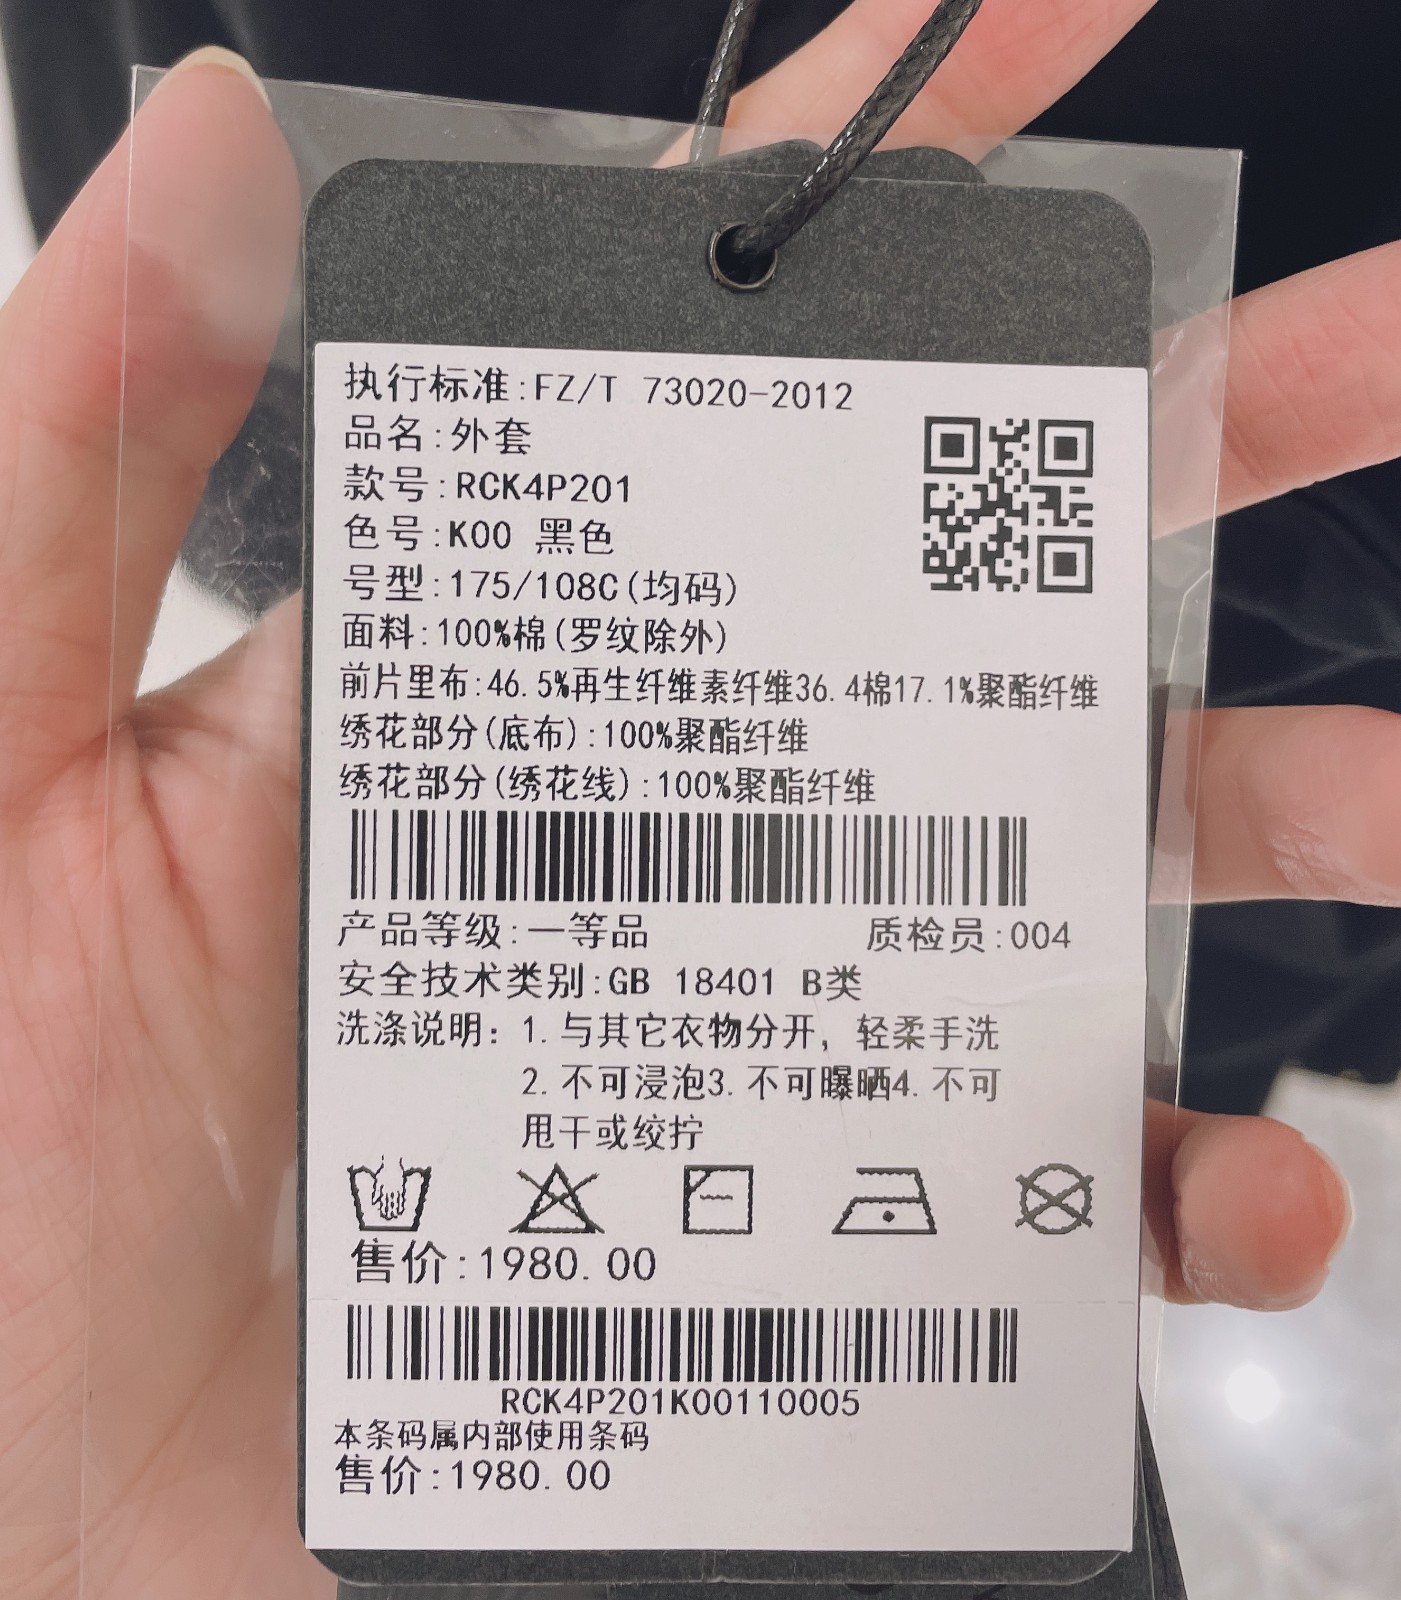 执行标准:FZ/T 73020-2012
品名:外套
款号:RCK4P201
色号:K00 黑色
号型:175/108C(均码)
面料:100%棉(罗纹除外)
前片里布:46.5%再生纤维素纤维36.4棉17.1%聚酯纤维
绣花部分(底布):100%聚酯纤维
绣花部分(绣花线):100%聚酯纤维
产品等级:一等品 质检员:004
安全技术类别:GB 18401 B类
洗涤说明: 1.与其它衣物分开, 轻柔手洗
2.不可浸泡3.不可曝晒4.不可
甩干或绞拧
售价:1980.00
RCK4P201K00110005
本条码属内部使用条码
售价:1980.00